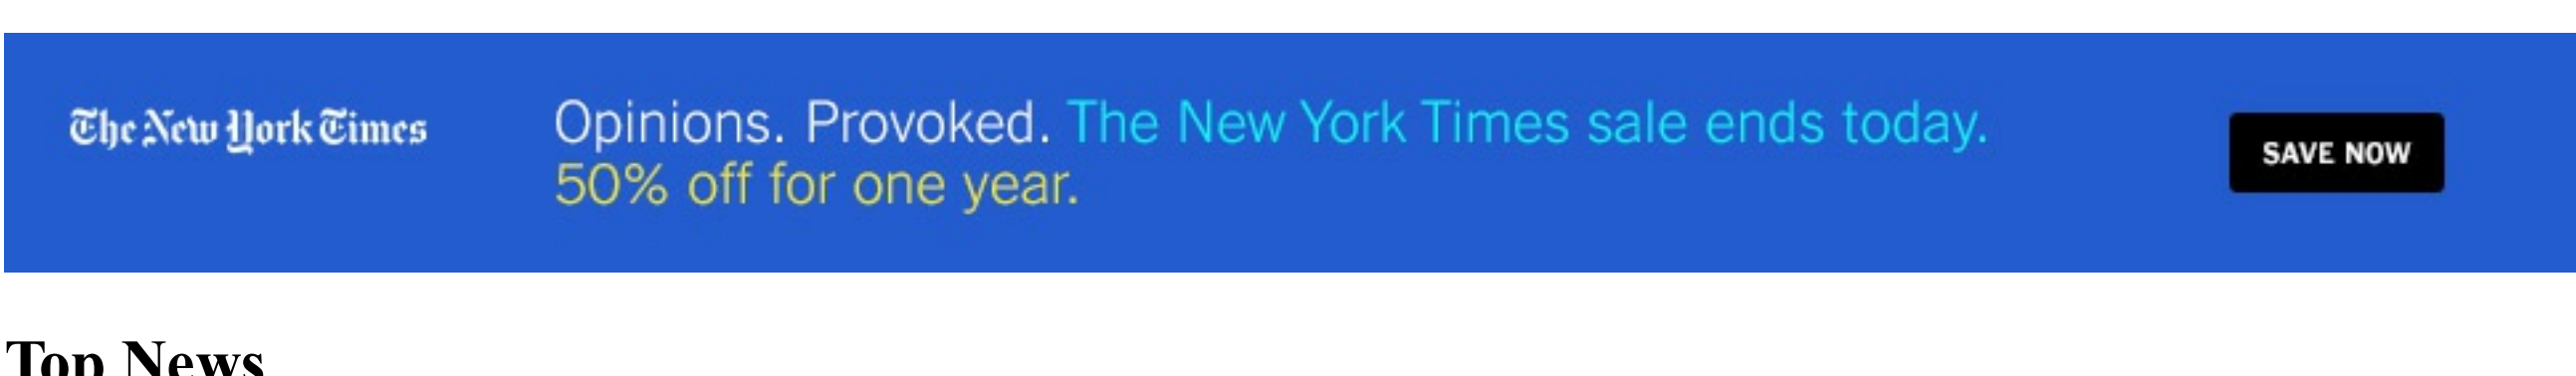 The New York Times
Opinions. Provoked. The New York Times sale ends today.
50% off for one year.
SAVE NOW
Top News